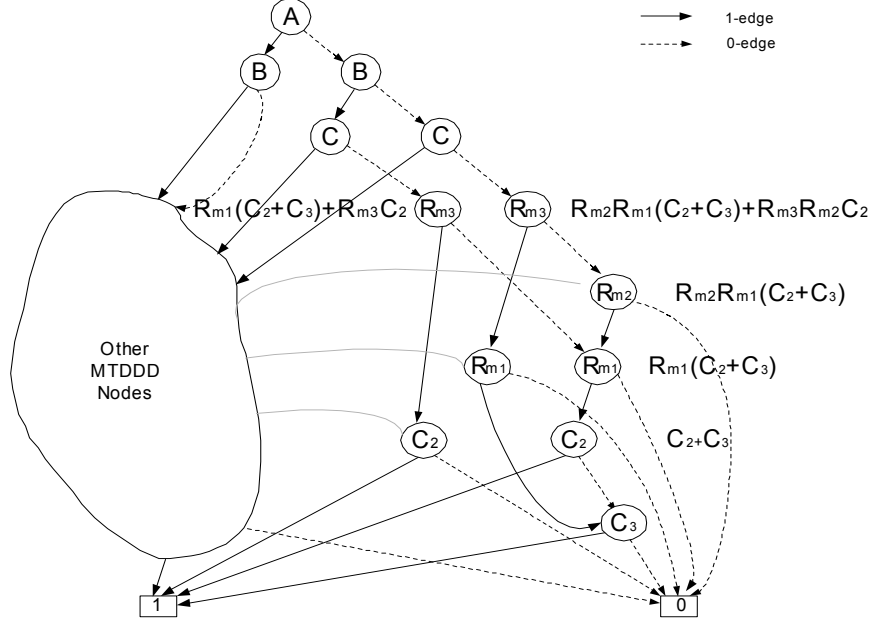 A
1-edge
0-edge
B
B
C
C
Rm1(C2+C3)+Rm3C2
Rm3
Rm3
Rm2Rm1(C2+C3)+Rm3Rm2C2
Rm2
Rm2Rm1(C2+C3)
Other
MTDDD
Nodes
Rm1
Rm1
Rm1(C2+C3)
C2
C2
C2+C3
C3
1
0